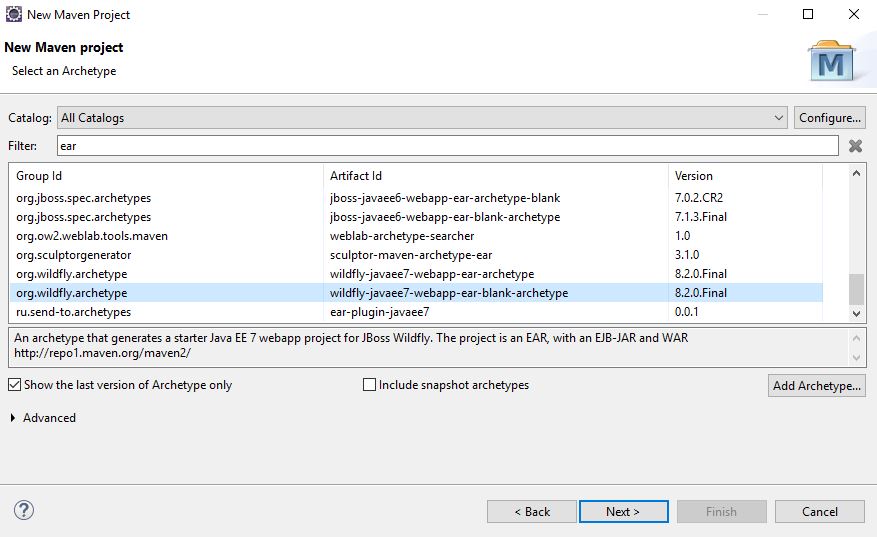 New Maven Project
New Maven project
Select an Archetype
M
Catalog: All Catalogs Configure...
Filter: ear
Group Id Artifact Id Version
org.jboss.spec.archetypes jboss-javaee6-webapp-ear-archetype-blank 7.0.2.CR2
org.jboss.spec.archetypes jboss-javaee6-webapp-ear-blank-archetype 7.1.3.Final
org.ow2.weblab.tools.maven weblab-archetype-searcher 1.0
org.sculptorgenerator sculptor-maven-archetype-ear 3.1.0
org.wildfly.archetype wildfly-javaee7-webapp-ear-archetype 8.2.0.Final
org.wildfly.archetype wildfly-javaee7-webapp-ear-blank-archetype 8.2.0.Final
ru.send-to.archetypes ear-plugin-javaee7 0.0.1
An archetype that generates a starter Java EE 7 webapp project for JBoss Wildfly. The project is an EAR, with an EJB-JAR and WAR
http://repo1.maven.org/maven2/
Show the last version of Archetype only Include snapshot archetypes Add Archetype...
Advanced
? < Back Next > Finish Cancel